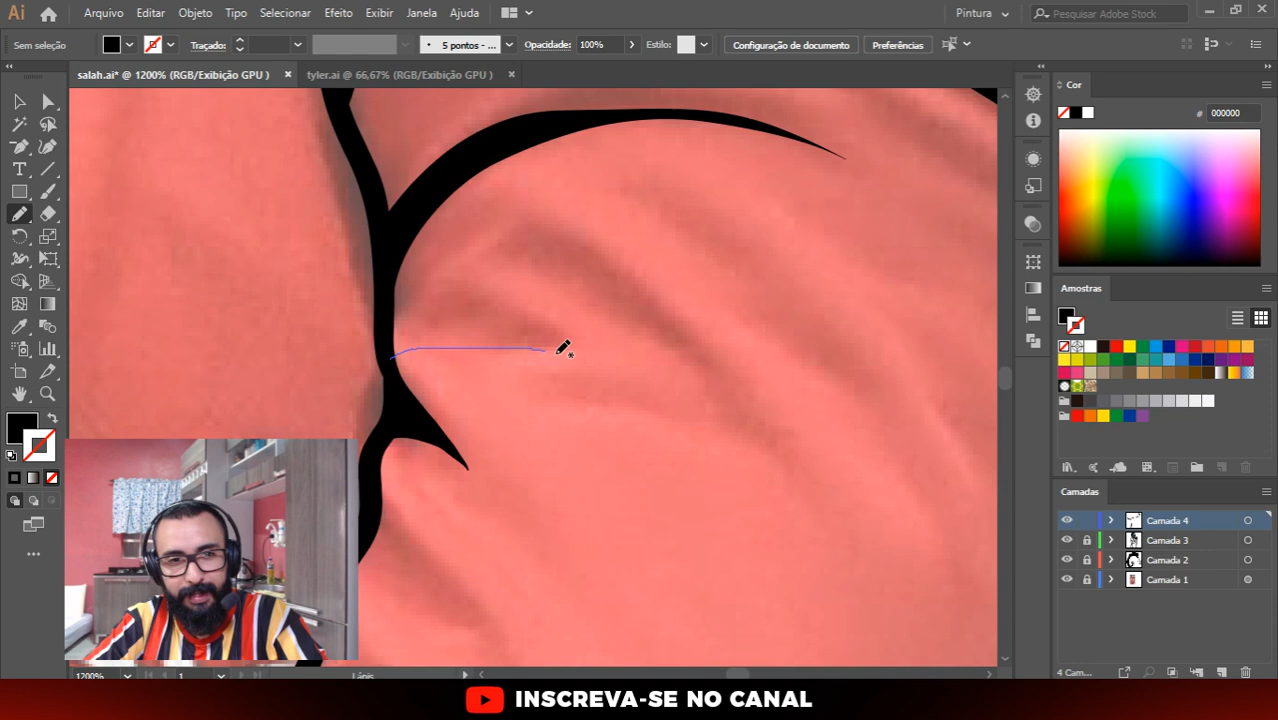 Ai
Arquivo Editar Objeto Tipo Selecionar Efeito Exibir Janela Ajuda
Pintura
Pesquisar Adobe Stock
Sem seleção
Traçado:
5 pontos - ...
Opacidade: 100%
Estilo:
Configuração de documento
Preferências
salah.ai* @ 1200% (RGB/Exibição GPU )
tyler.ai @ 66,67% (RGB/Exibição GPU )
Cor
# 000000
Amostras
Camadas
Camada 4
Camada 3
Camada 2
Camada 1
4 Cam...
1200%
1
Lápis
INSCREVA-SE NO CANAL